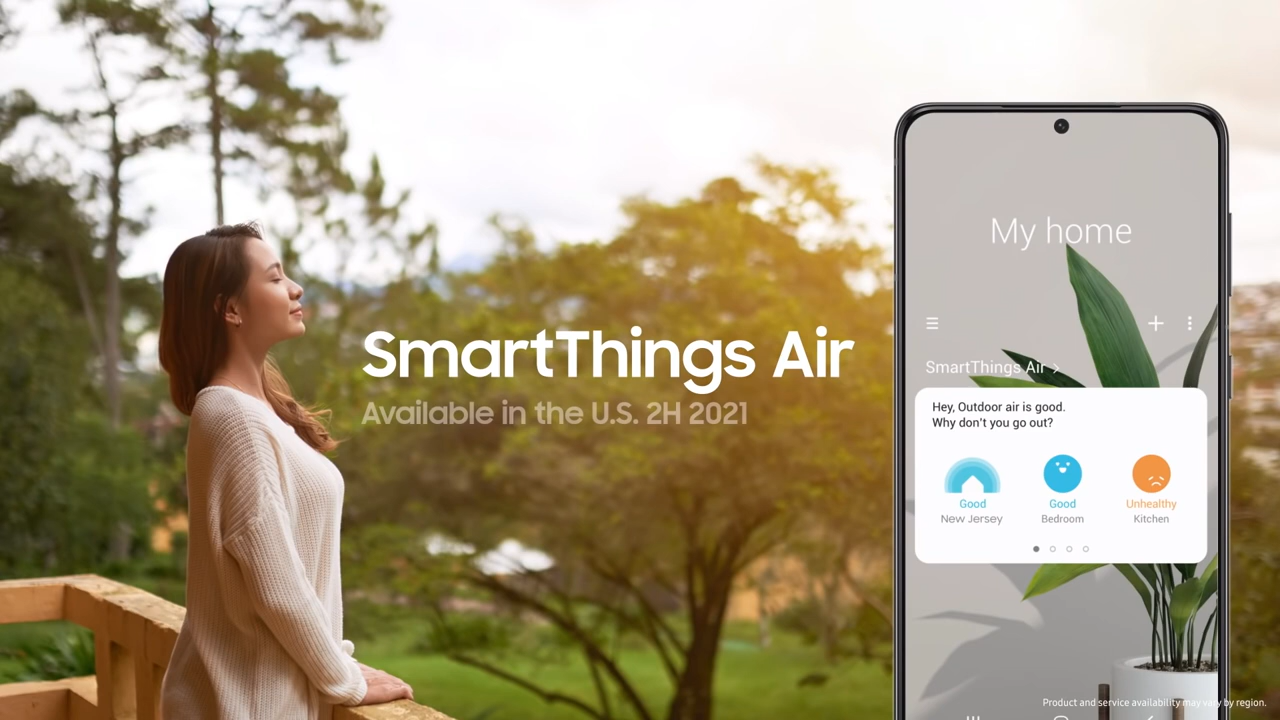 SmartThings Air
Available in the U.S. 2H 2021
My home
SmartThings Air >
Hey, Outdoor air is good.
Why don't you go out?
Good
New Jersey
Good
Bedroom
Unhealthy
Kitchen
Product and service availability may vary by region.